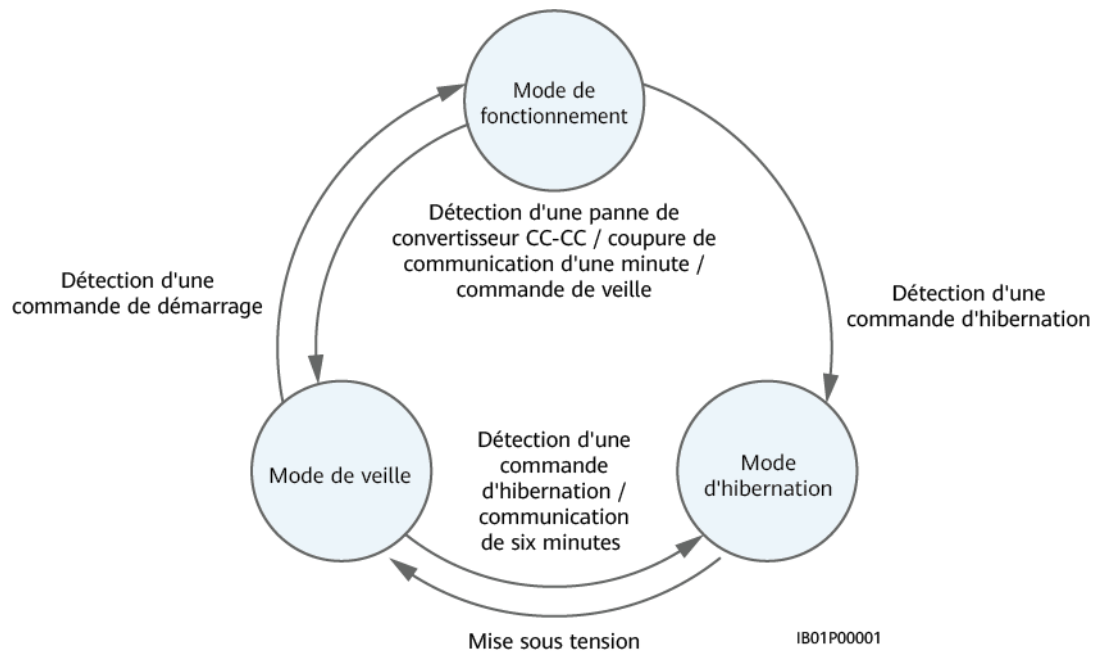 Mode de
fonctionnement
Détection d'une panne de
convertisseur CC-CC / coupure de
communication d'une minute /
commande de veille
Détection d'une
commande de démarrage
Détection d'une
commande d'hibernation
Mode de veille
Détection d'une
commande
d'hibernation /
communication
de six minutes
Mode
d'hibernation
Mise sous tension
IB01P00001